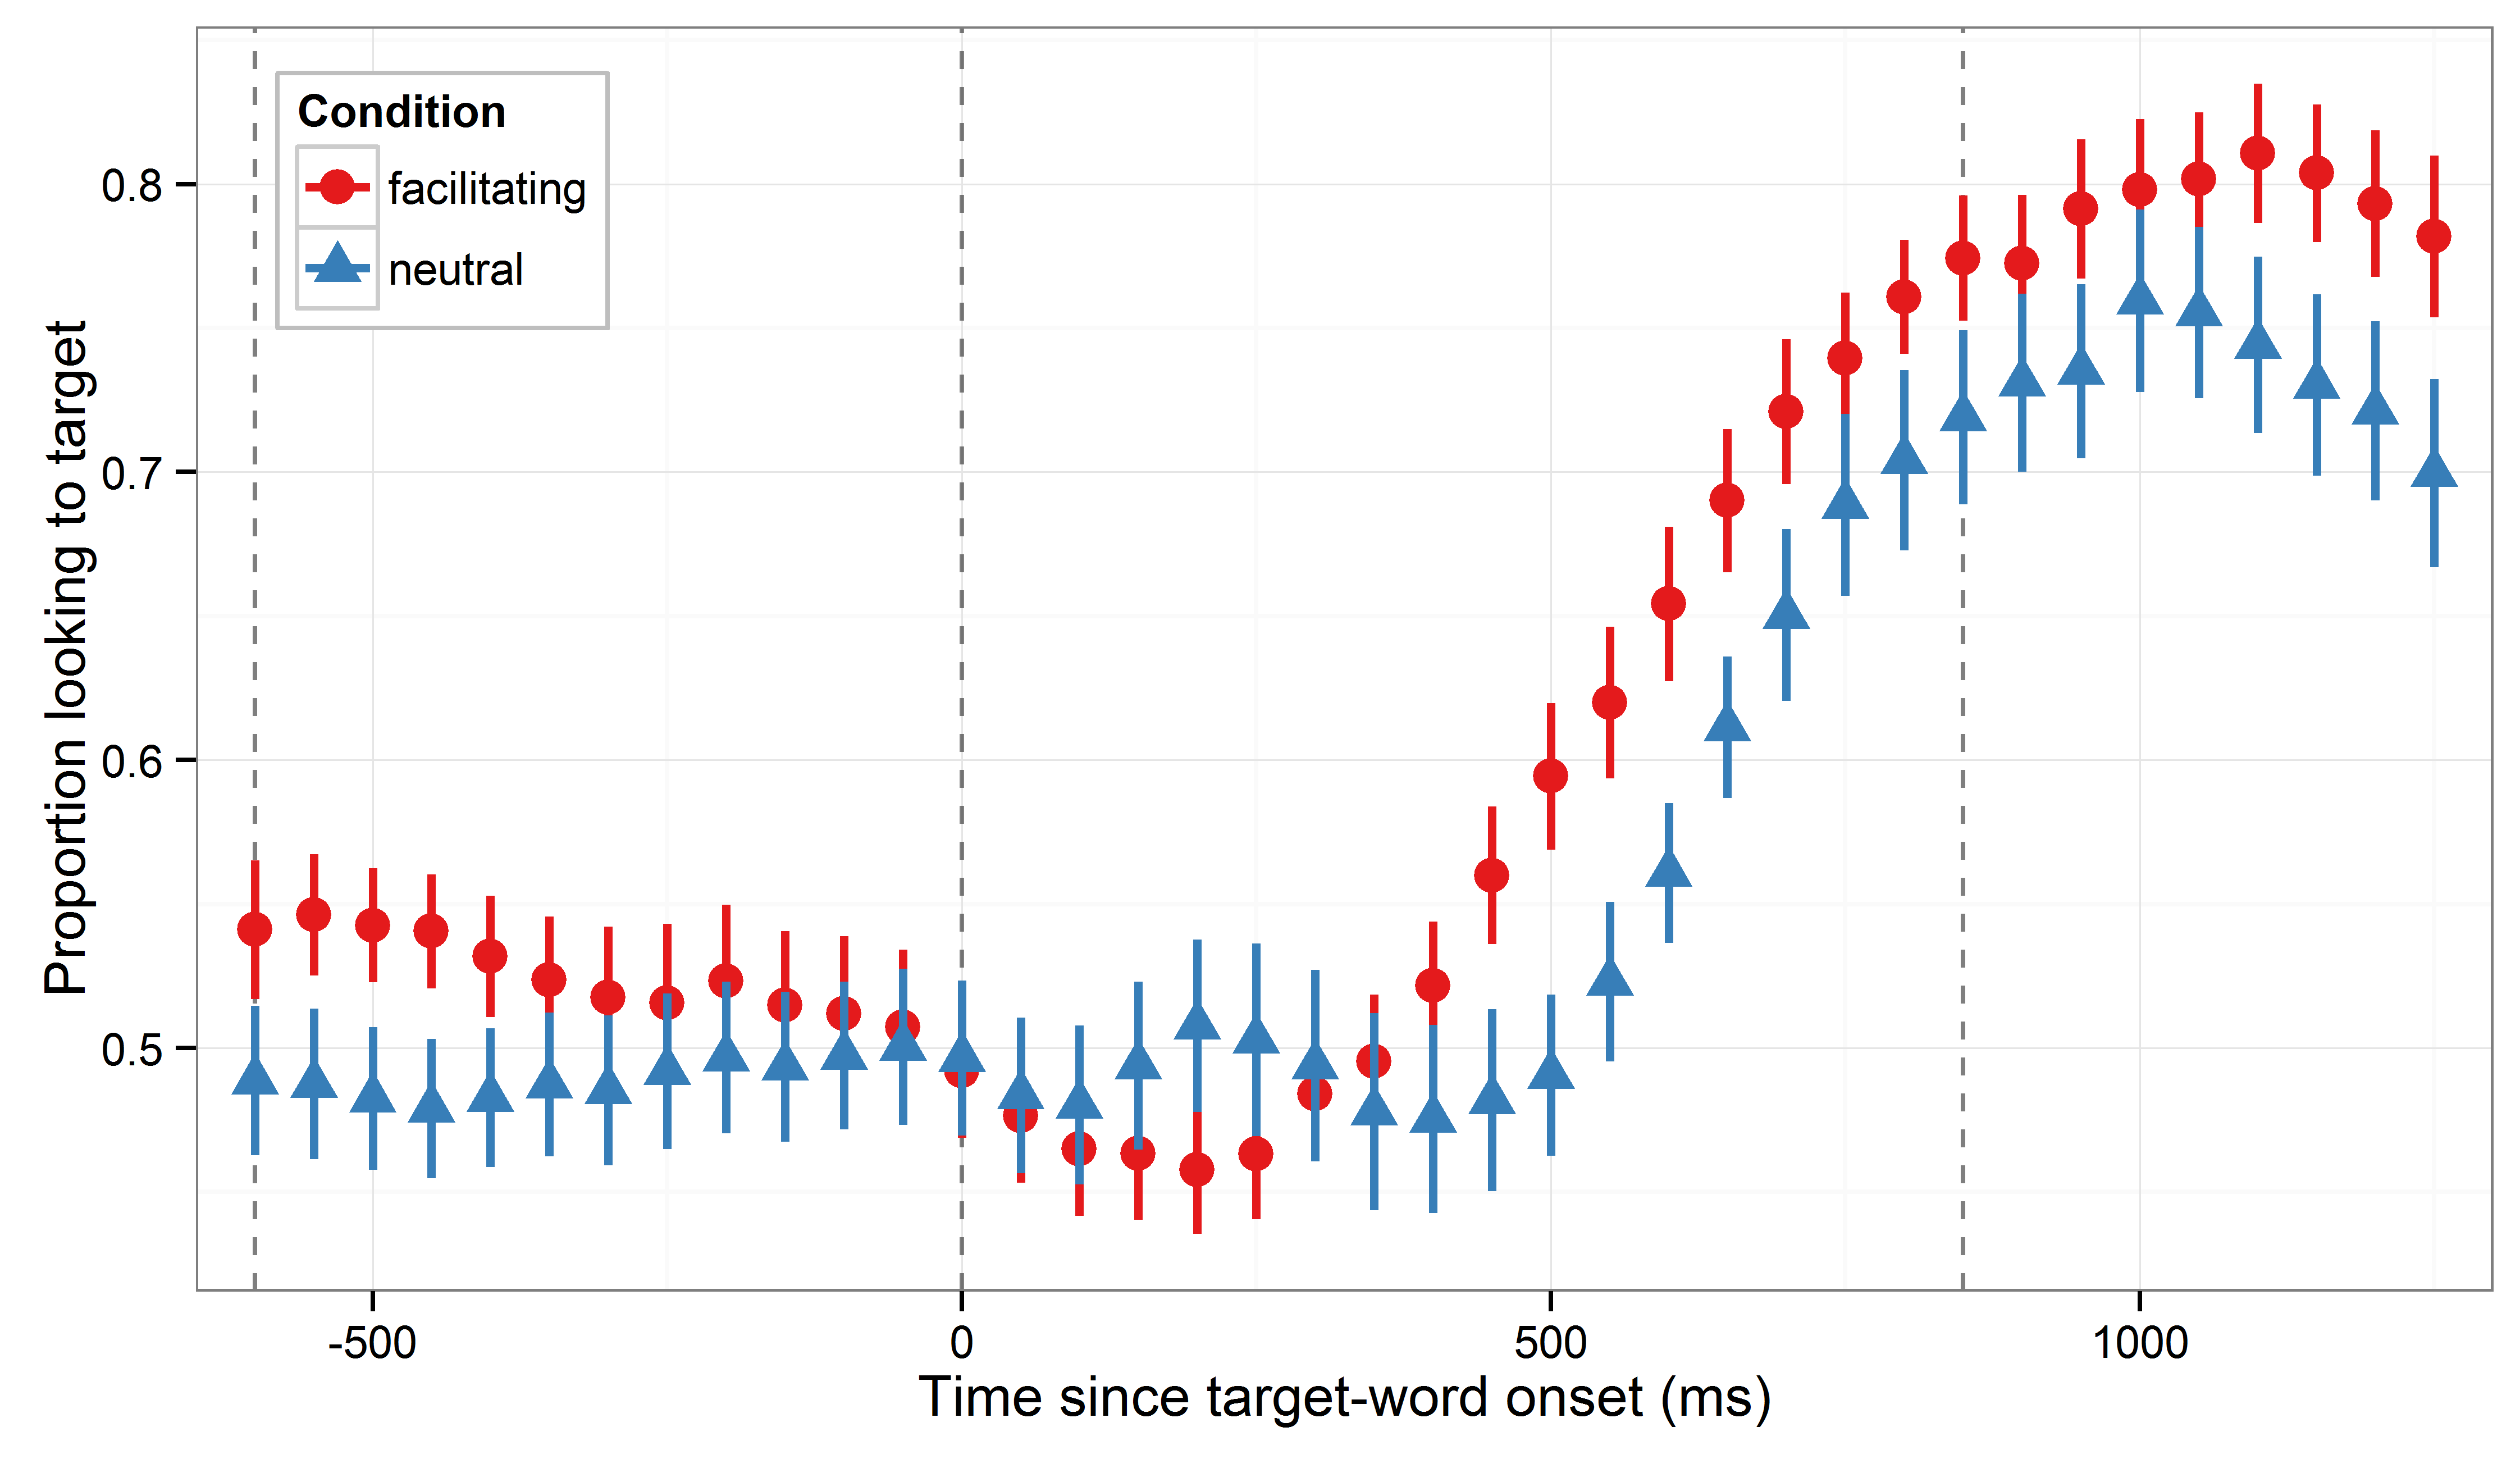 Condition
facilitating
neutral
Proportion looking to target
0.8
0.7
0.6
0.5
-500 0 500 1000
Time since target-word onset (ms)